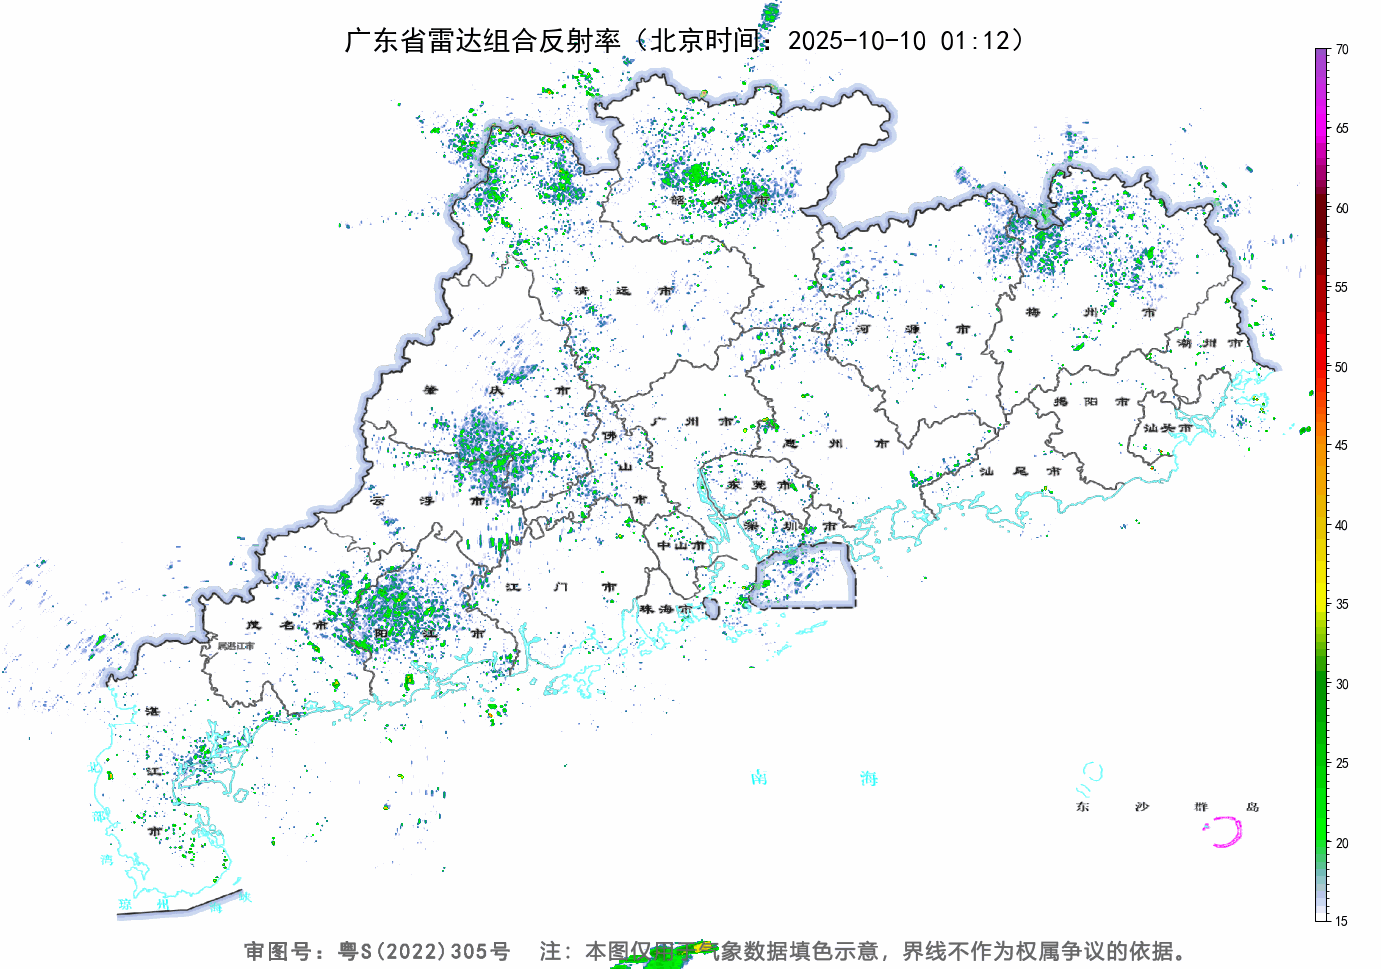 广东省雷达组合反射率（北京时间：2025-10-10 01:12）
70
65
60
55
50
45
40
35
30
25
20
15
韶关市
清远市
河源市
梅州市
潮州市
肇庆市
广州市
佛山市
惠州市
揭阳市
汕头市
汕尾市
云浮市
东莞市
深圳市
中山市
江门市
珠海市
茂名市
属湛江市
阳江市
湛江市
南海
东沙群岛
北部湾
琼州海峡
审图号：粤S(2022)305号 注：本图仅用于气象数据填色示意，界线不作为权属争议的依据。